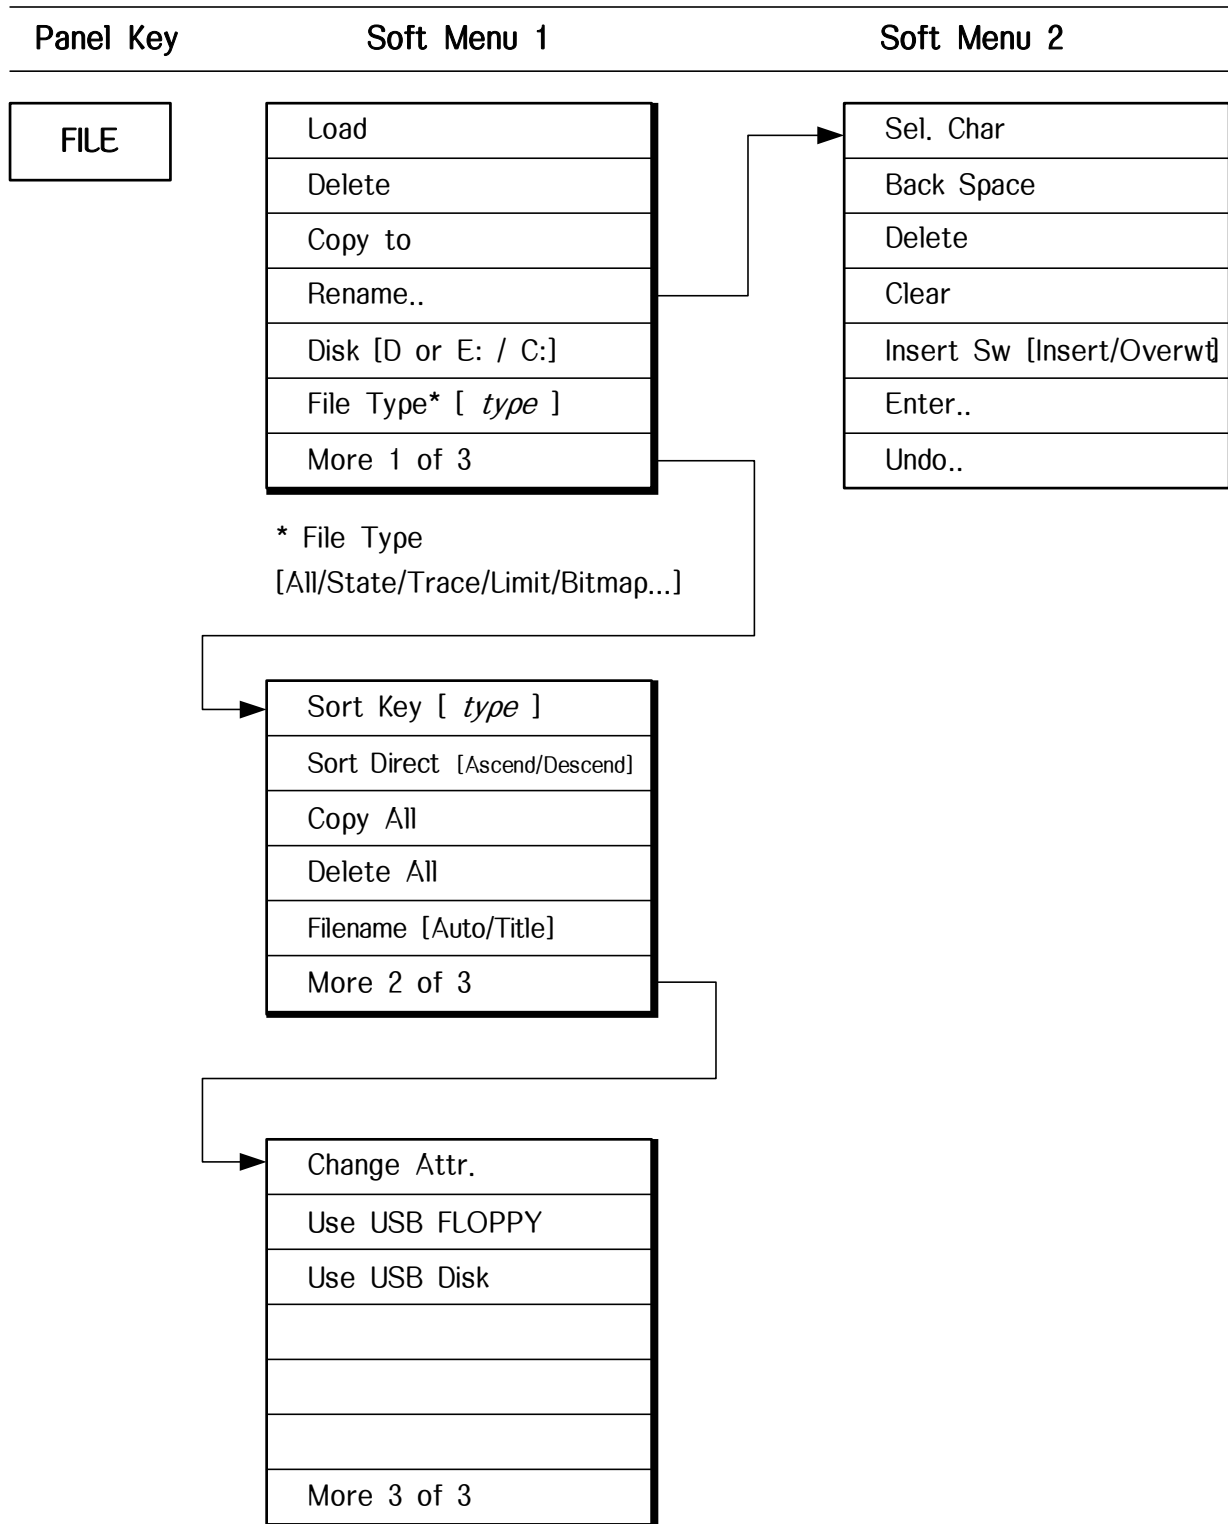 Panel Key Soft Menu 1 Soft Menu 2
FILE
Load
Delete
Copy to
Rename..
Disk [D or E: / C:]
File Type* [ type ]
More 1 of 3
* File Type
[All/State/Trace/Limit/Bitmap...]
Sel. Char
Back Space
Delete
Clear
Insert Sw [Insert/Overwt]
Enter..
Undo..
Sort Key [ type ]
Sort Direct [Ascend/Descend]
Copy All
Delete All
Filename [Auto/Title]
More 2 of 3
Change Attr.
Use USB FLOPPY
Use USB Disk
More 3 of 3